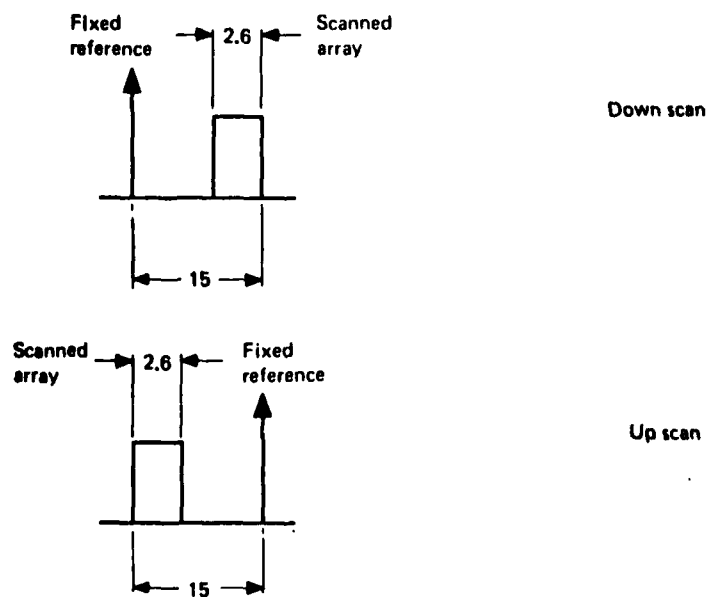 Fixed
reference
2.6
Scanned
array
Down scan
15
Scanned
array
2.6
Fixed
reference
Up scan
15